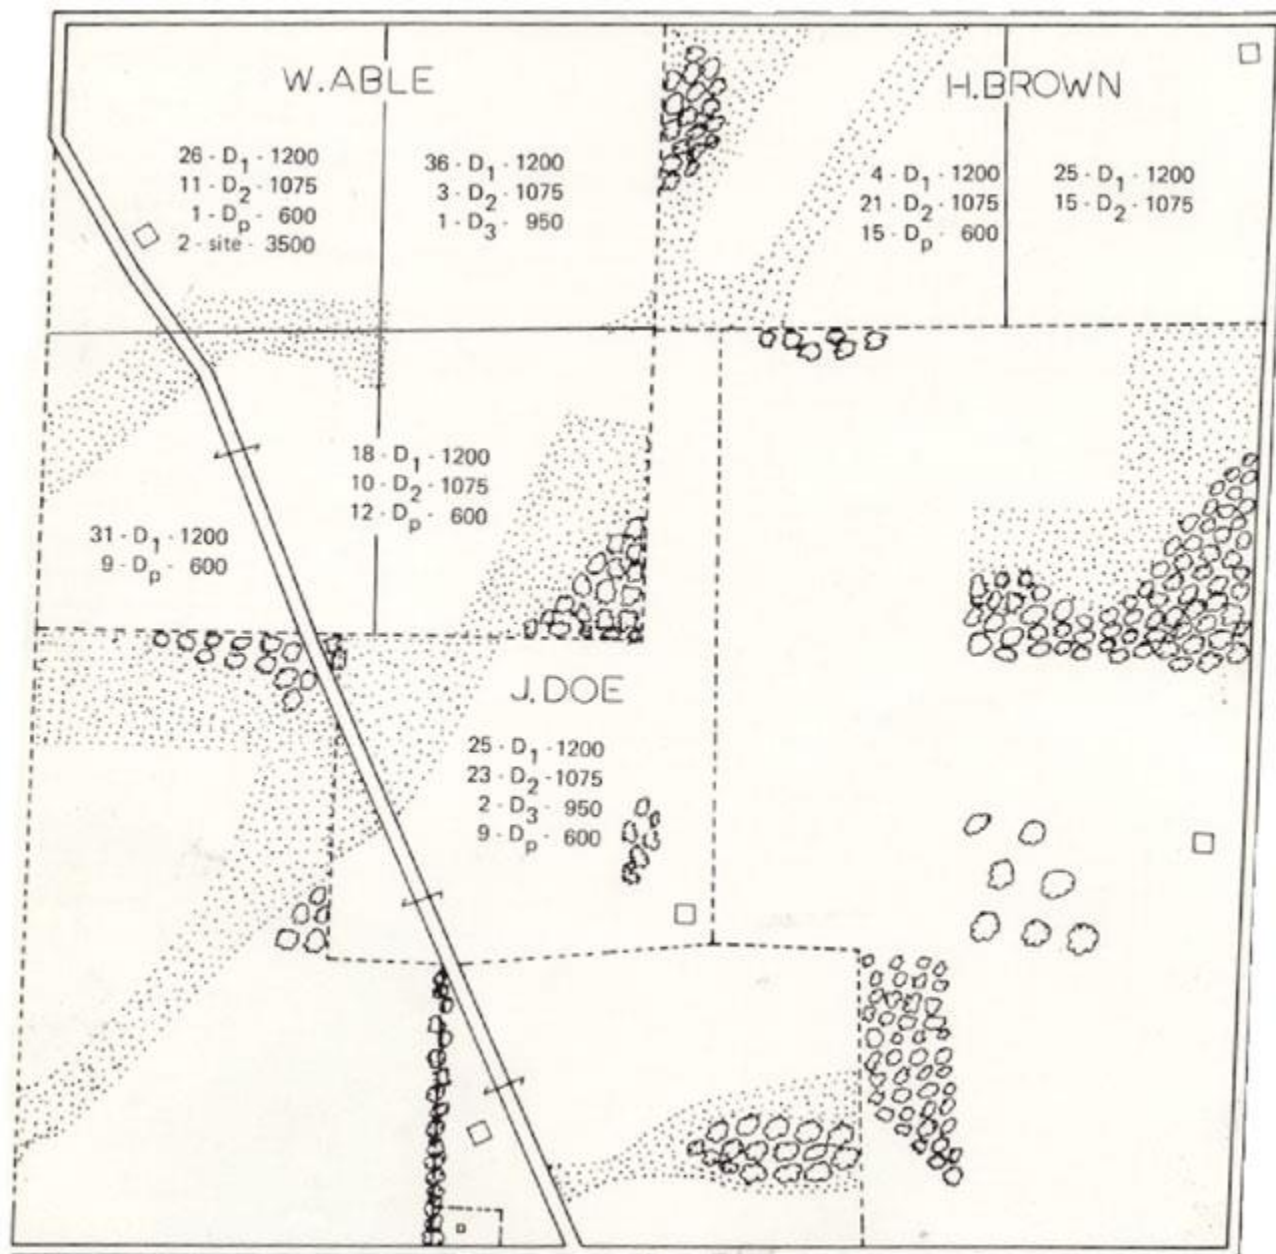 W. ABLE
26 - D₁ - 1200
11 - D₂ - 1075
1 - Dₚ - 600
2 - site - 3500
36 - D₁ - 1200
3 - D₂ - 1075
1 - D₃ - 950
H. BROWN
4 - D₁ - 1200
21 - D₂ - 1075
15 - Dₚ - 600
25 - D₁ - 1200
15 - D₂ - 1075
31 - D₁ - 1200
9 - Dₚ - 600
18 - D₁ - 1200
10 - D₂ - 1075
12 - Dₚ - 600
J. DOE
25 - D₁ - 1200
23 - D₂ - 1075
2 - D₃ - 950
9 - Dₚ - 600